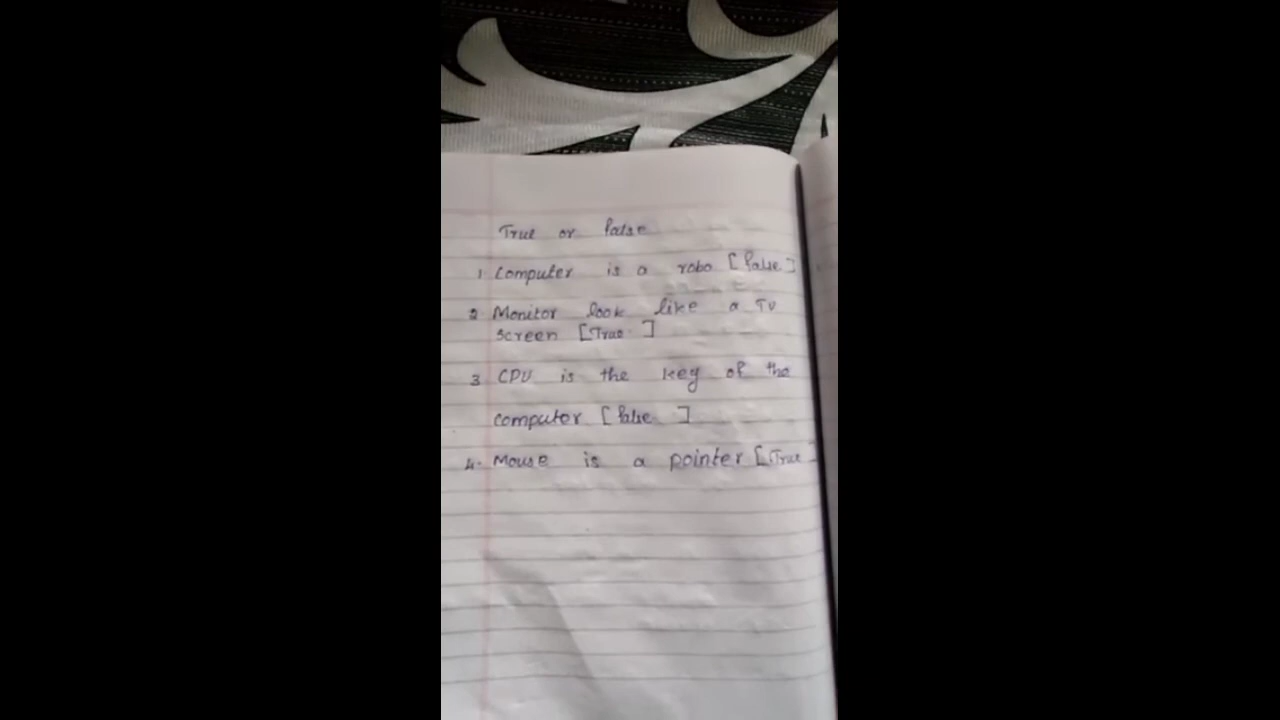 True or false
1 Computer is a robo [false]
2 Monitor look like a TV
screen [True ]
3 CPU is the key of the
computer [false ]
4. Mouse is a pointer [True]